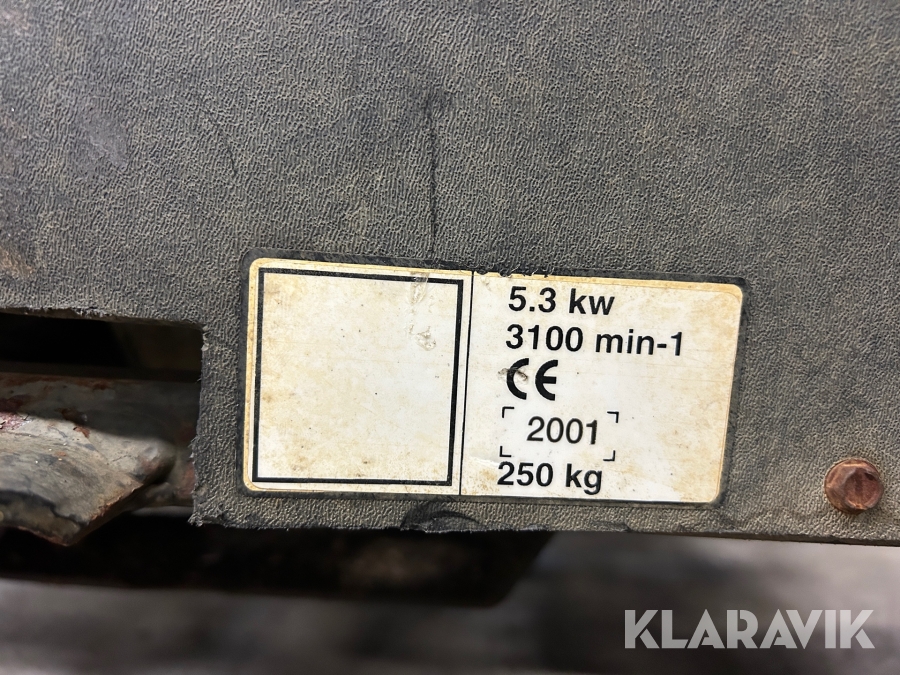 5.3 kw
3100 min-1
CE
2001
250 kg
KLARAVIK